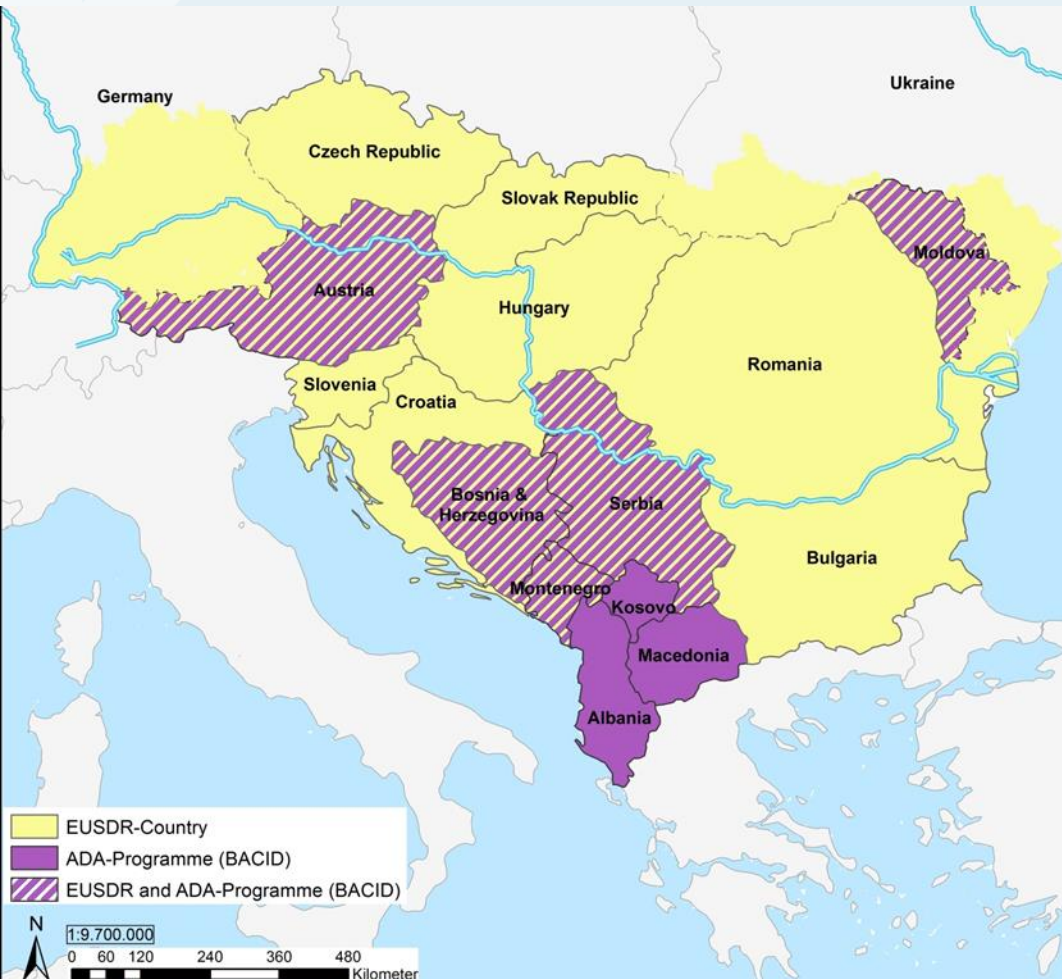 Germany
Ukraine
Czech Republic
Slovak Republic
Moldova
Austria
Hungary
Romania
Slovenia
Croatia
Bosnia &
Herzegovina
Serbia
Bulgaria
Montenegro
Kosovo
Macedonia
Albania
EUSDR-Country
ADA-Programme (BACID)
EUSDR and ADA-Programme (BACID)
N
1:9.700.000
0 60 120 240 360 480
Kilometer